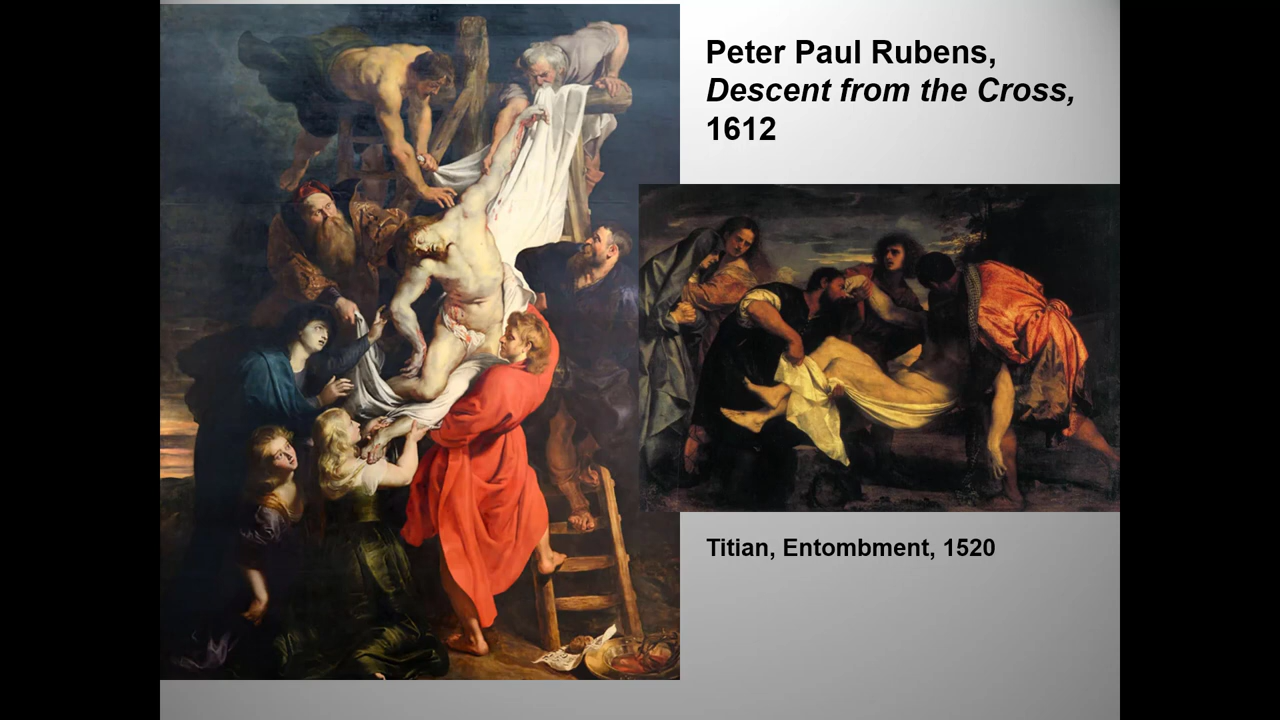 Peter Paul Rubens,
Descent from the Cross,
1612
Titian, Entombment, 1520